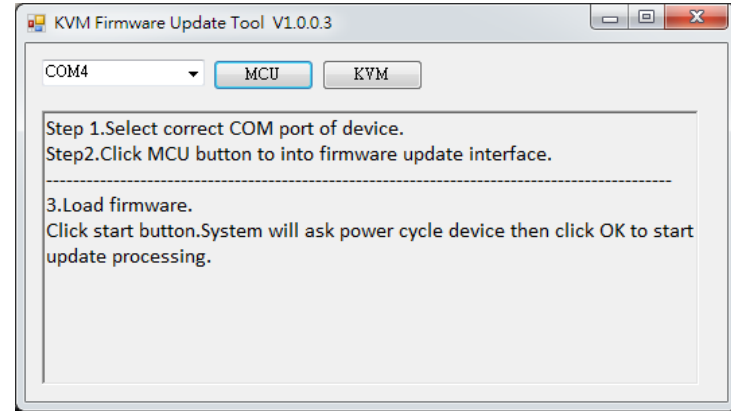 KVM Firmware Update Tool V1.0.0.3
COM4 MCU KVM
Step 1.Select correct COM port of device.
Step2.Click MCU button to into firmware update interface.
--------------------------------------------------------------------------------
3.Load firmware.
Click start button.System will ask power cycle device then click OK to start
update processing.